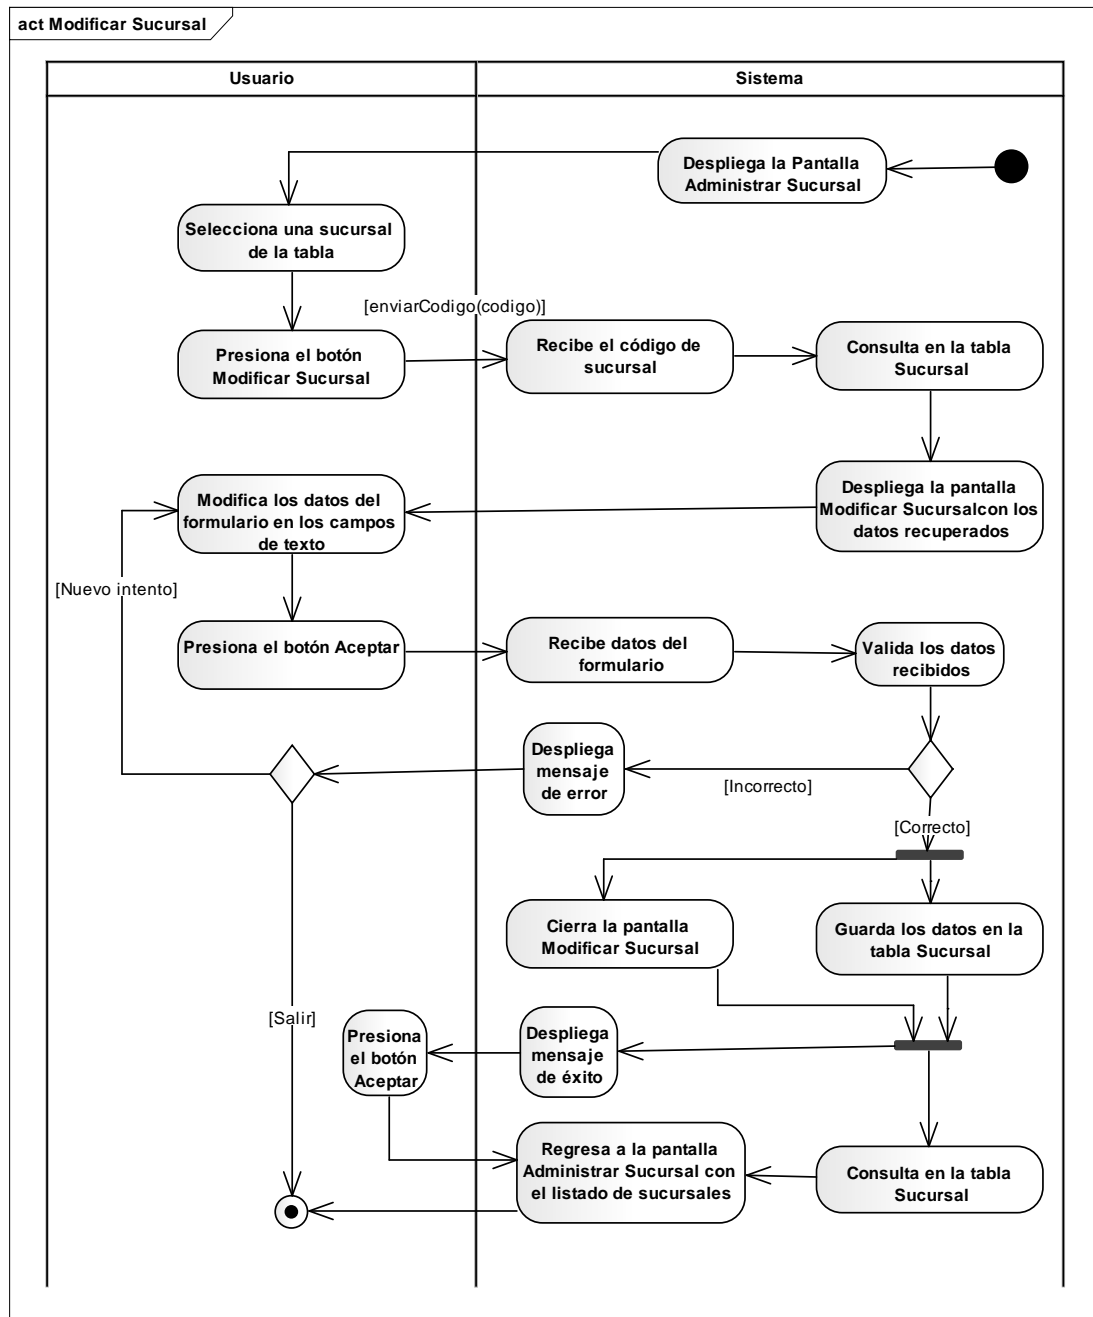 act Modificar Sucursal
Usuario
Sistema
Despliega la Pantalla
Administrar Sucursal
Selecciona una sucursal
de la tabla
[enviarCodigo(codigo)]
Presiona el botón
Modificar Sucursal
Recibe el código de
sucursal
Consulta en la tabla
Sucursal
Despliega la pantalla
Modificar Sucursalcon los
datos recuperados
Modifica los datos del
formulario en los campos
de texto
[Nuevo intento]
Presiona el botón Aceptar
Recibe datos del
formulario
Valida los datos
recibidos
Despliega
mensaje
de error
[Incorrecto]
[Correcto]
Cierra la pantalla
Modificar Sucursal
Guarda los datos en la
tabla Sucursal
[Salir]
Presiona
el botón
Aceptar
Despliega
mensaje
de éxito
Regresa a la pantalla
Administrar Sucursal con
el listado de sucursales
Consulta en la tabla
Sucursal